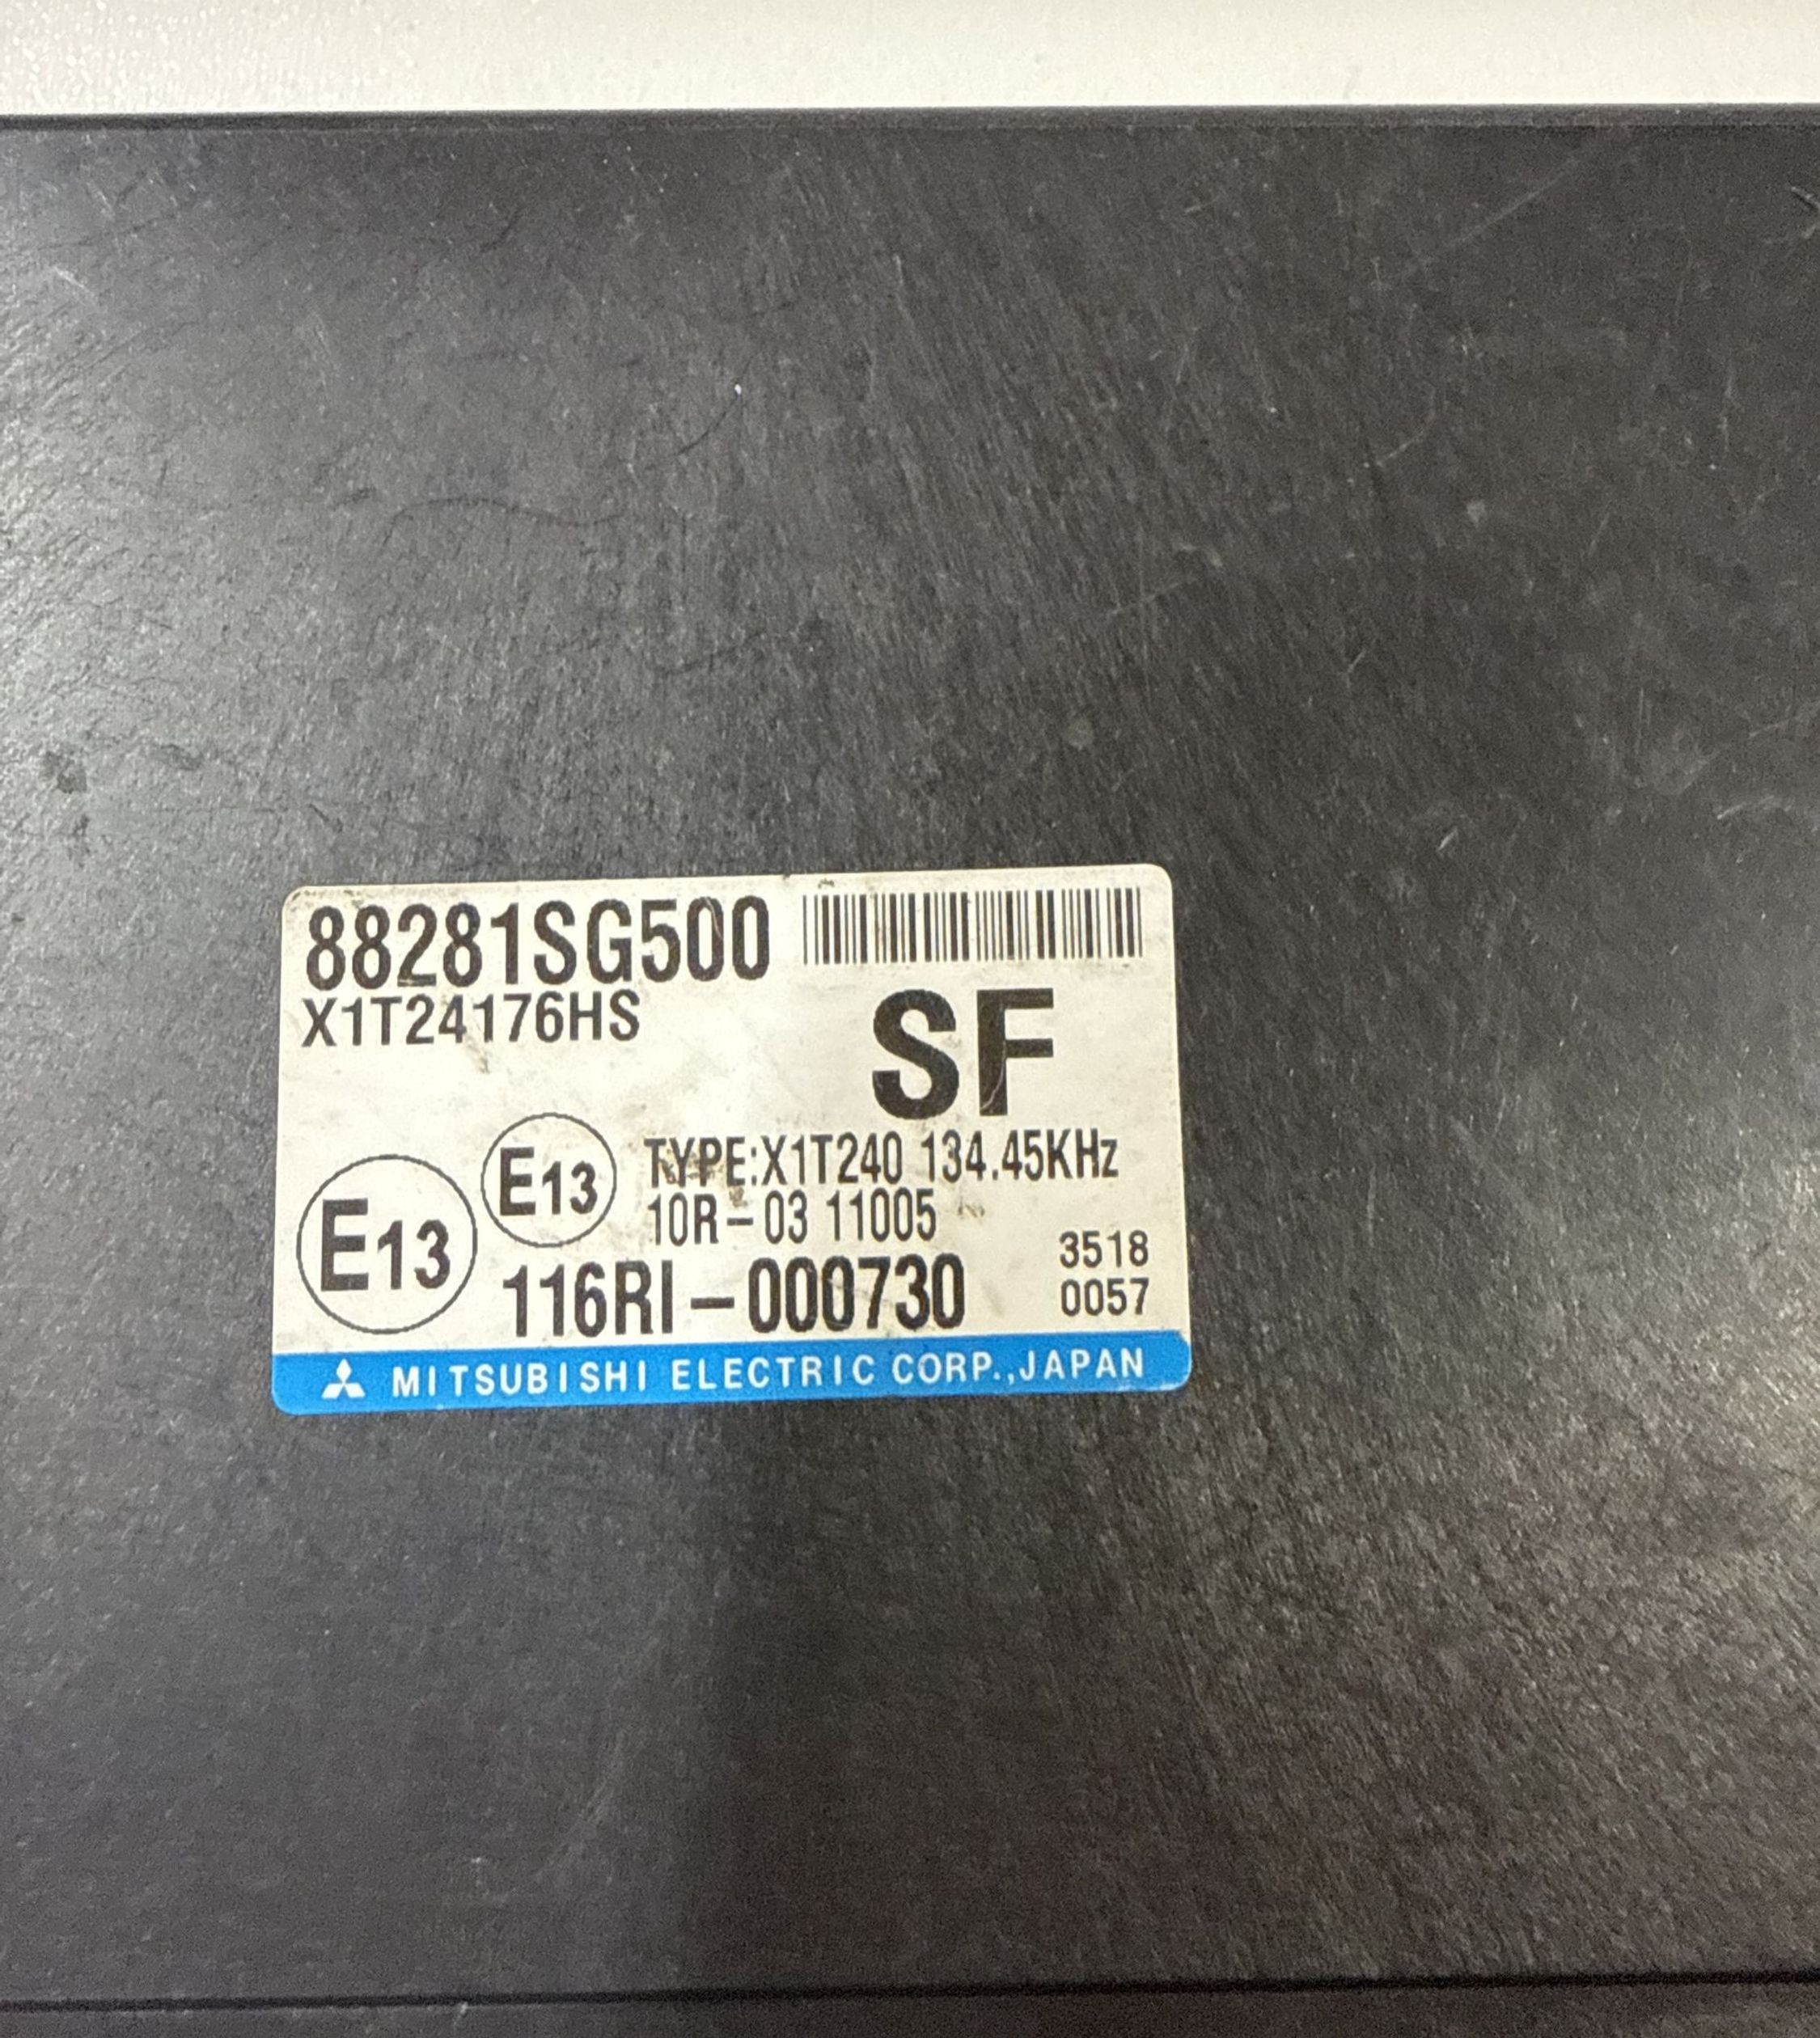 88281SG500
X1T24176HS
SF
E13
E13
TYPE:X1T240 134.45KHz
10R-03 11005
116RI-000730
3518
0057
MITSUBISHI ELECTRIC CORP.,JAPAN